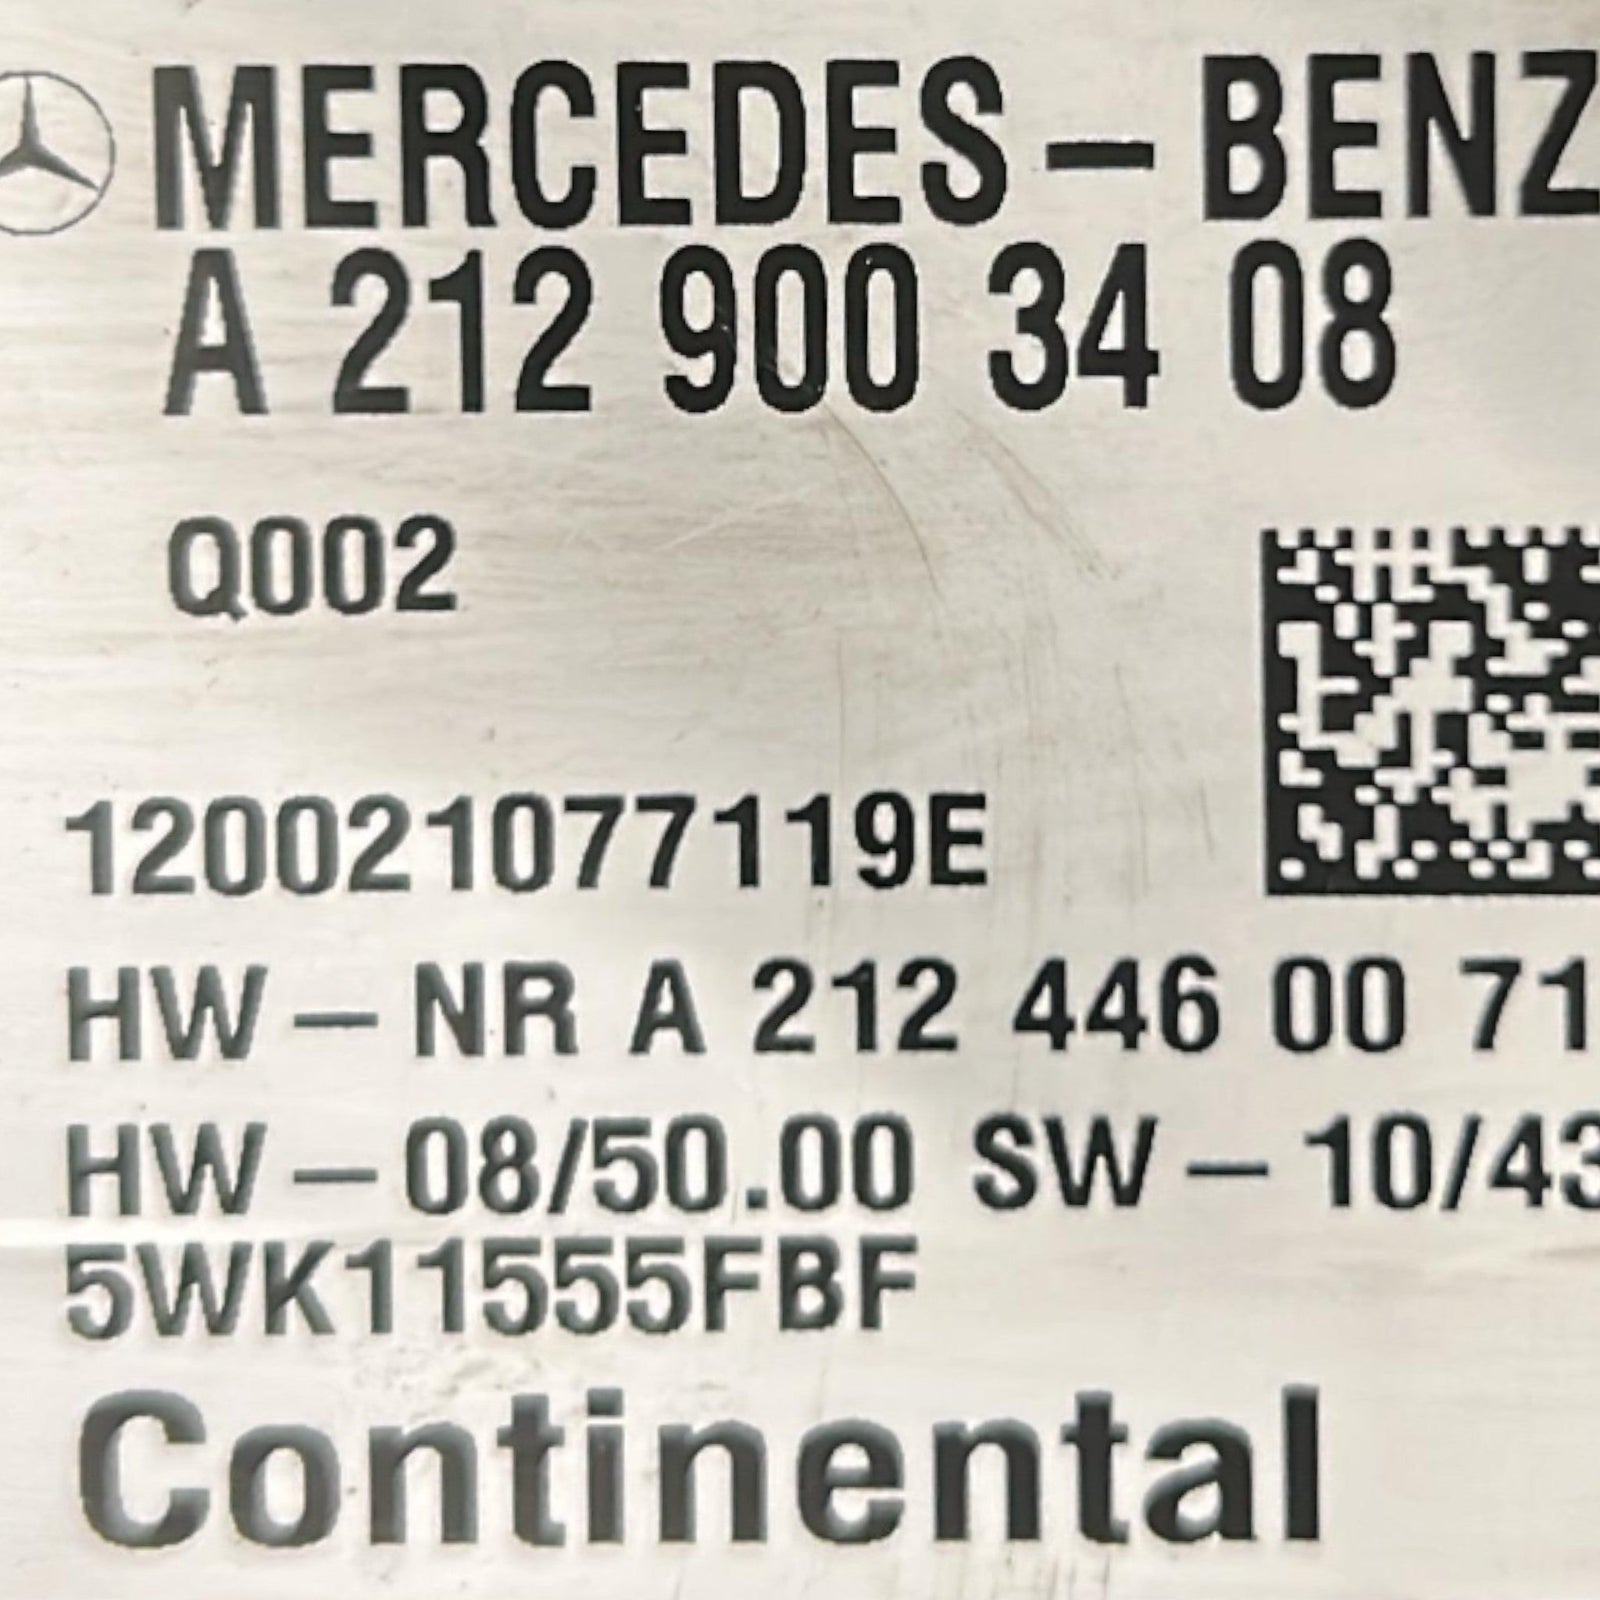 MERCEDES-BENZ
A 212 900 34 08
Q002
120021077119E
HW-NR A 212 446 00 71
HW-08/50.00 SW-10/43
5WK11555FBF
Continental